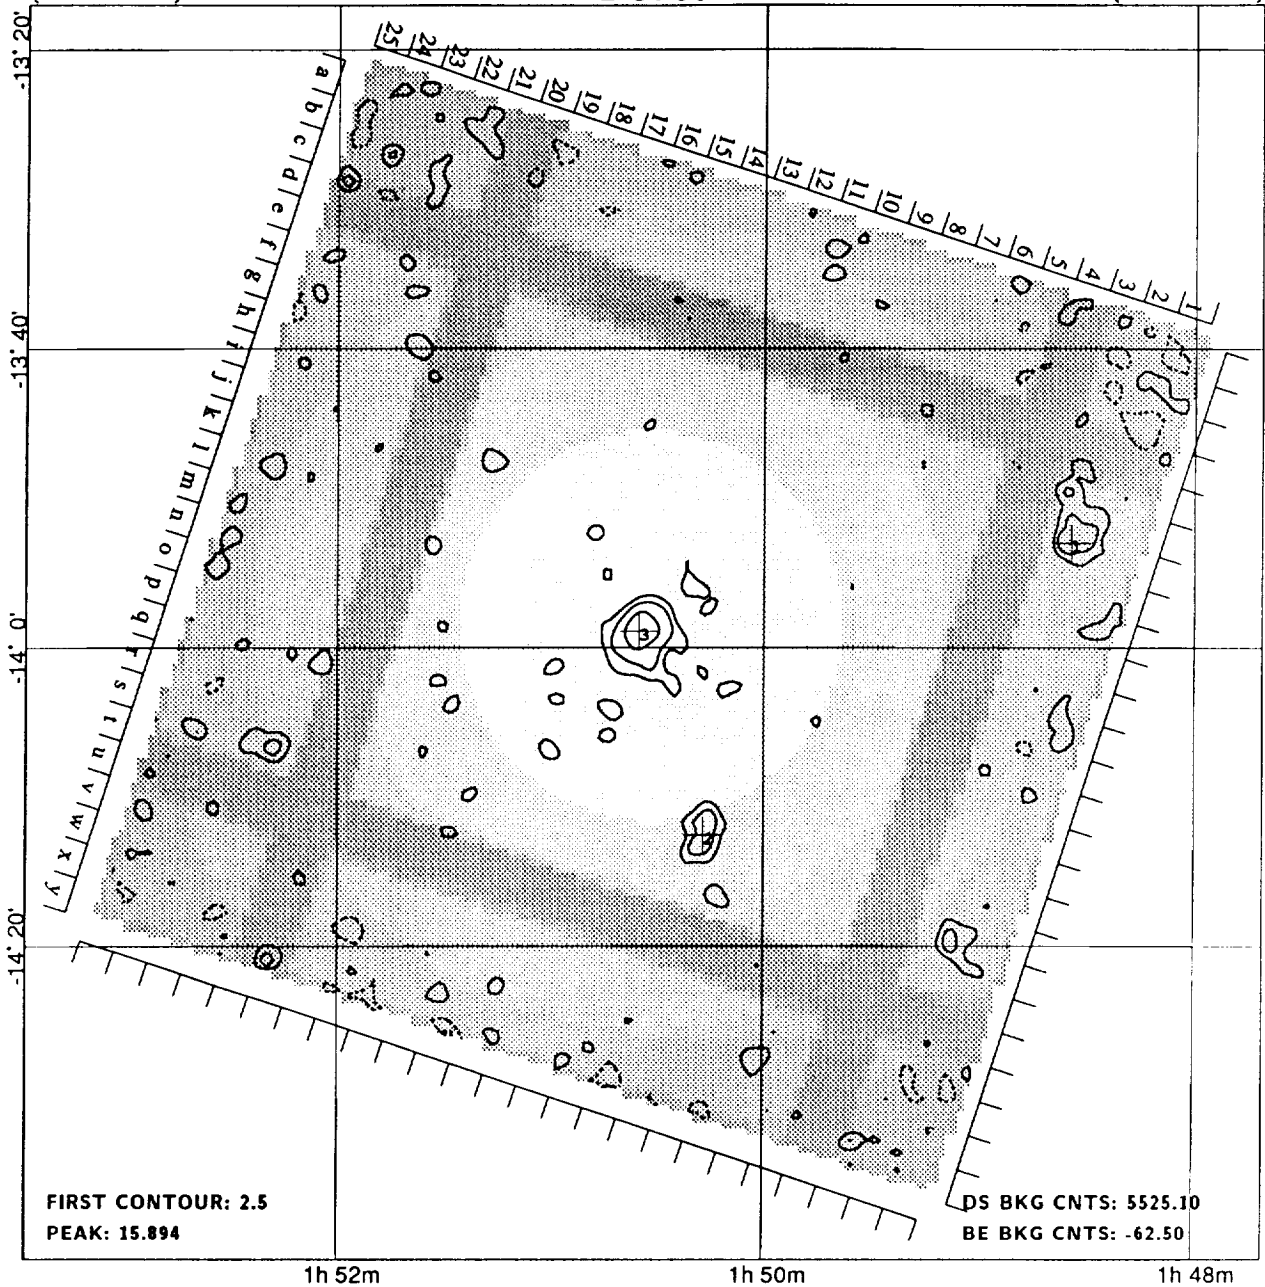 25 24 23 22 21 20 19 18 17 16 15 14 13 12 11 10 9 8 7 6 5 4 3 2 1
a b c d e f g h i j k l m n o p q r s t u v w x y
-13° 20'
-13° 40'
-14° 0'
-14° 20'
3
FIRST CONTOUR: 2.5
PEAK: 15.894
DS BKG CNTS: 5525.10
BE BKG CNTS: -62.50
1h 52m
1h 50m
1h 48m